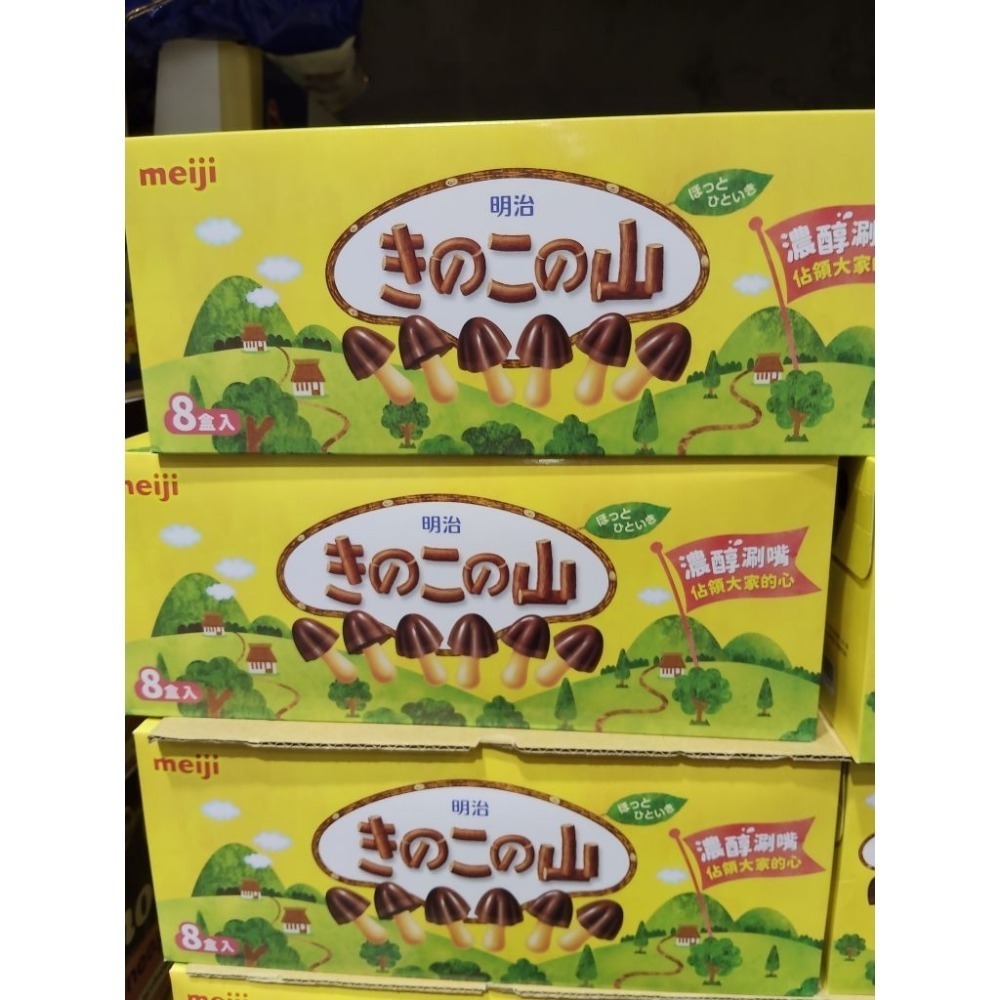 meiji
明治
きのこの山
ほっと
ひといき
濃醇涮
佔領大家
8盒入
meiji
明治
きのこの山
ほっと
ひといき
濃醇涮嘴
佔領大家的心
8盒入
meiji
明治
きのこの山
ほっと
ひといき
濃醇涮嘴
佔領大家的心
8盒入
meiji